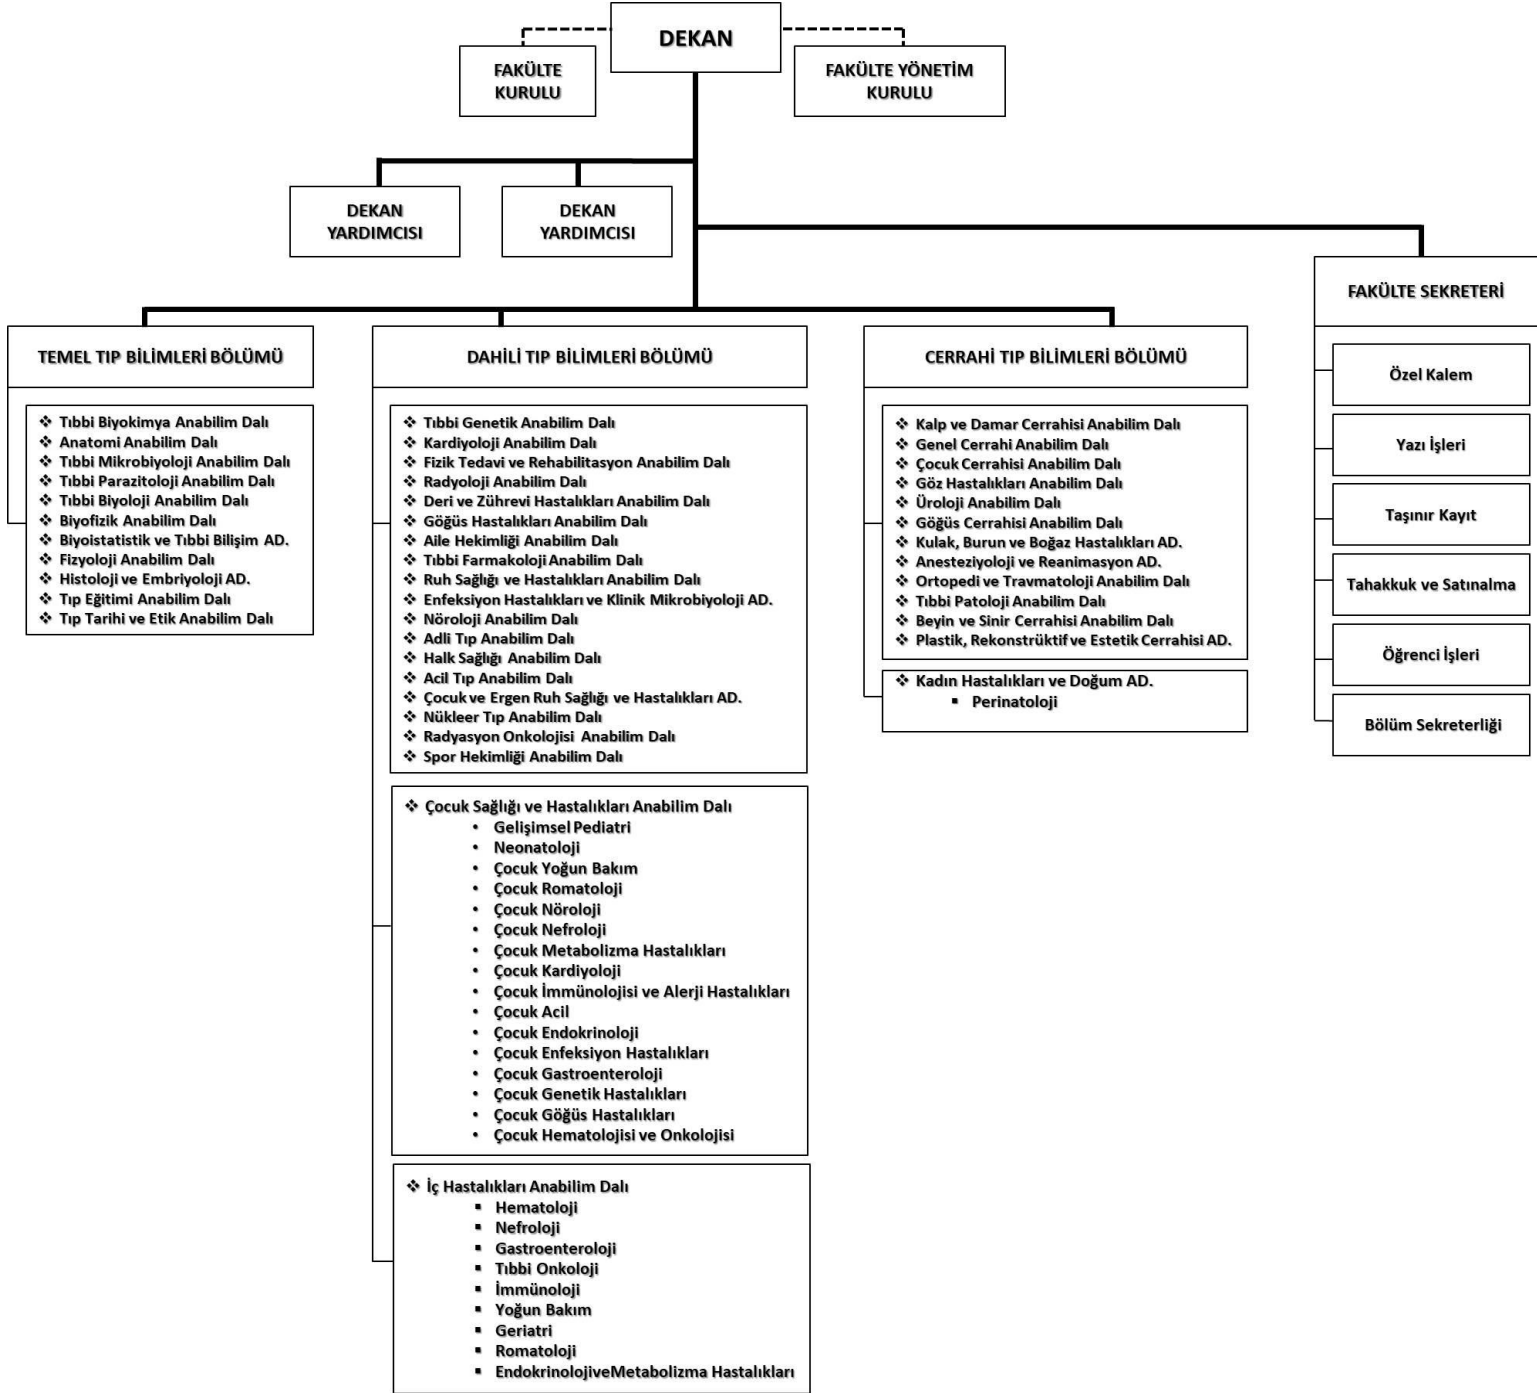 DEKAN
FAKÜLTE
KURULU
FAKÜLTE YÖNETİM
KURULU
DEKAN
YARDIMCISI
DEKAN
YARDIMCISI
FAKÜLTE SEKRETERİ
Özel Kalem
Yazı İşleri
Taşınır Kayıt
Tahakkuk ve Satınalma
Öğrenci İşleri
Bölüm Sekreterliği
TEMEL TIP BİLİMLERİ BÖLÜMÜ
❖ Tıbbi Biyokimya Anabilim Dalı
❖ Anatomi Anabilim Dalı
❖ Tıbbi Mikrobiyoloji Anabilim Dalı
❖ Tıbbi Parazitoloji Anabilim Dalı
❖ Tıbbi Biyoloji Anabilim Dalı
❖ Biyofizik Anabilim Dalı
❖ Biyoistatistik ve Tıbbi Bilişim AD.
❖ Fizyoloji Anabilim Dalı
❖ Histoloji ve Embriyoloji AD.
❖ Tıp Eğitimi Anabilim Dalı
❖ Tıp Tarihi ve Etik Anabilim Dalı
DAHİLİ TIP BİLİMLERİ BÖLÜMÜ
❖ Tıbbi Genetik Anabilim Dalı
❖ Kardiyoloji Anabilim Dalı
❖ Fizik Tedavi ve Rehabilitasyon Anabilim Dalı
❖ Radyoloji Anabilim Dalı
❖ Deri ve Zührevi Hastalıkları Anabilim Dalı
❖ Göğüs Hastalıkları Anabilim Dalı
❖ Aile Hekimliği Anabilim Dalı
❖ Tıbbi Farmakoloji Anabilim Dalı
❖ Ruh Sağlığı ve Hastalıkları Anabilim Dalı
❖ Enfeksiyon Hastalıkları ve Klinik Mikrobiyoloji AD.
❖ Nöroloji Anabilim Dalı
❖ Adli Tıp Anabilim Dalı
❖ Halk Sağlığı Anabilim Dalı
❖ Acil Tıp Anabilim Dalı
❖ Çocuk ve Ergen Ruh Sağlığı ve Hastalıkları AD.
❖ Nükleer Tıp Anabilim Dalı
❖ Radyasyon Onkolojisi Anabilim Dalı
❖ Spor Hekimliği Anabilim Dalı
❖ Çocuk Sağlığı ve Hastalıkları Anabilim Dalı
• Gelişimsel Pediatri
• Neonatoloji
• Çocuk Yoğun Bakım
• Çocuk Romatoloji
• Çocuk Nöroloji
• Çocuk Nefroloji
• Çocuk Metabolizma Hastalıkları
• Çocuk Kardiyoloji
• Çocuk İmmünolojisi ve Alerji Hastalıkları
• Çocuk Acil
• Çocuk Endokrinoloji
• Çocuk Enfeksiyon Hastalıkları
• Çocuk Gastroenteroloji
• Çocuk Genetik Hastalıkları
• Çocuk Göğüs Hastalıkları
• Çocuk Hematolojisi ve Onkolojisi
❖ İç Hastalıkları Anabilim Dalı
▪ Hematoloji
▪ Nefroloji
▪ Gastroenteroloji
▪ Tıbbi Onkoloji
▪ İmmünoloji
▪ Yoğun Bakım
▪ Geriatri
▪ Romatoloji
▪ EndokrinolojiveMetabolizma Hastalıkları
CERRAHİ TIP BİLİMLERİ BÖLÜMÜ
❖ Kalp ve Damar Cerrahisi Anabilim Dalı
❖ Genel Cerrahi Anabilim Dalı
❖ Çocuk Cerrahisi Anabilim Dalı
❖ Göz Hastalıkları Anabilim Dalı
❖ Üroloji Anabilim Dalı
❖ Göğüs Cerrahisi Anabilim Dalı
❖ Kulak, Burun ve Boğaz Hastalıkları AD.
❖ Anesteziyoloji ve Reanimasyon AD.
❖ Ortopedi ve Travmatoloji Anabilim Dalı
❖ Tıbbi Patoloji Anabilim Dalı
❖ Beyin ve Sinir Cerrahisi Anabilim Dalı
❖ Plastik, Rekonstrüktif ve Estetik Cerrahisi AD.
❖ Kadın Hastalıkları ve Doğum AD.
▪ Perinatoloji